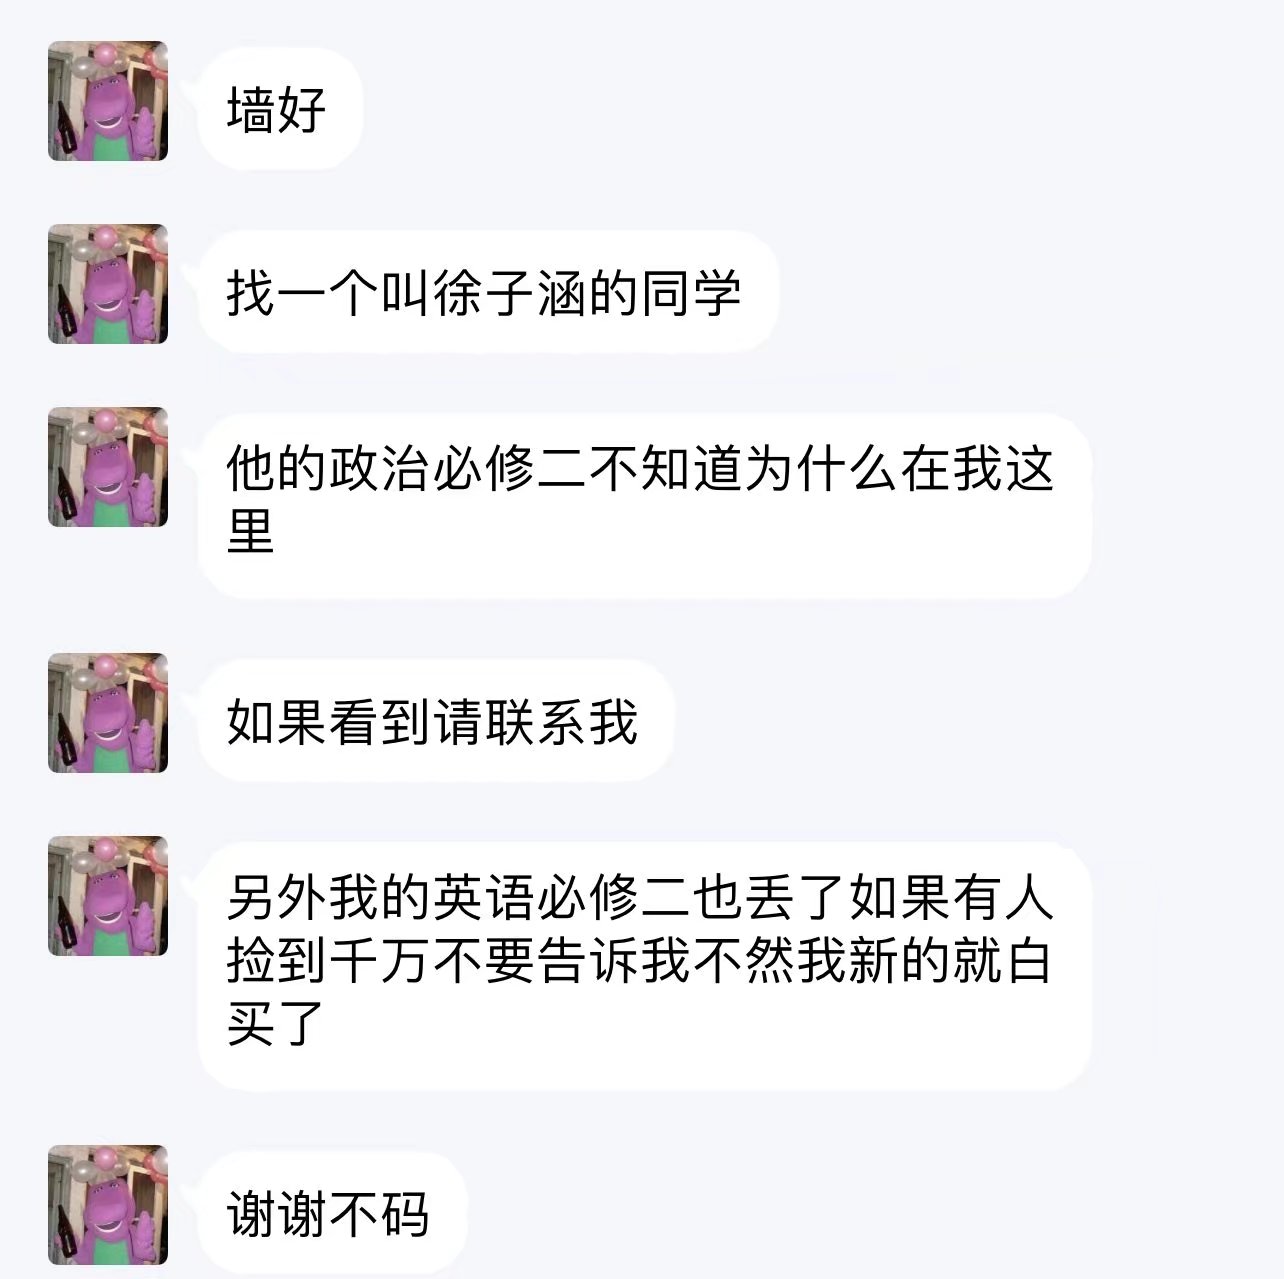 墙好
找一个叫徐子涵的同学
他的政治必修二不知道为什么在我这
里
如果看到请联系我
另外我的英语必修二也丢了如果有人
捡到千万不要告诉我不然我新的就白
买了
谢谢不码